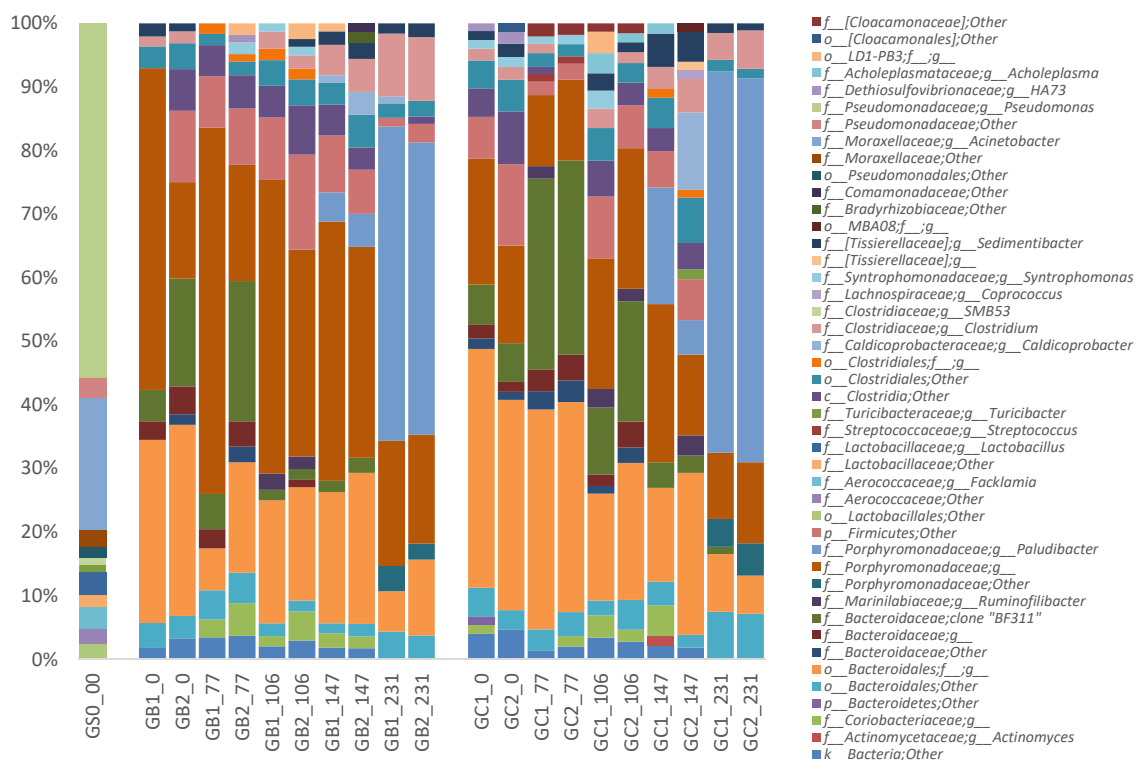 100%
90%
80%
70%
60%
50%
40%
30%
20%
10%
0%
GS0_00
GB1_0
GB2_0
GB1_77
GB2_77
GB1_106
GB2_106
GB1_147
GB2_147
GB1_231
GB2_231
GC1_0
GC2_0
GC1_77
GC2_77
GC1_106
GC2_106
GC1_147
GC2_147
GC1_231
GC2_231
f__[Cloacamonaceae];Other
o__[Cloacamonales];Other
o__LD1-PB3;f__;g__
f__Acholeplasmataceae;g__Acholeplasma
f__Dethiosulfovibrionaceae;g__HA73
f__Pseudomonadaceae;g__Pseudomonas
f__Pseudomonadaceae;Other
f__Moraxellaceae;g__Acinetobacter
f__Moraxellaceae;Other
o__Pseudomonadales;Other
f__Comamonadaceae;Other
f__Bradyrhizobiaceae;Other
o__MBA08;f__;g__
f__[Tissierellaceae];g__Sedimentibacter
f__[Tissierellaceae];g__
f__Syntrophomonadaceae;g__Syntrophomonas
f__Lachnospiraceae;g__Coprococcus
f__Clostridiaceae;g__SMB53
f__Clostridiaceae;g__Clostridium
f__Caldicoprobacteraceae;g__Caldicoprobacter
o__Clostridiales;f__;g__
o__Clostridiales;Other
c__Clostridia;Other
f__Turicibacteraceae;g__Turicibacter
f__Streptococcaceae;g__Streptococcus
f__Lactobacillaceae;g__Lactobacillus
f__Lactobacillaceae;Other
f__Aerococcaceae;g__Facklamia
f__Aerococcaceae;Other
o__Lactobacillales;Other
p__Firmicutes;Other
f__Porphyromonadaceae;g__Paludibacter
f__Porphyromonadaceae;g__
f__Porphyromonadaceae;Other
f__Marinilabiaceae;g__Ruminofilibacter
f__Bacteroidaceae;clone "BF311"
f__Bacteroidaceae;g__
f__Bacteroidaceae;Other
o__Bacteroidales;f__;g__
o__Bacteroidales;Other
p__Bacteroidetes;Other
f__Coriobacteriaceae;g__
f__Actinomycetaceae;g__Actinomyces
k__Bacteria;Other